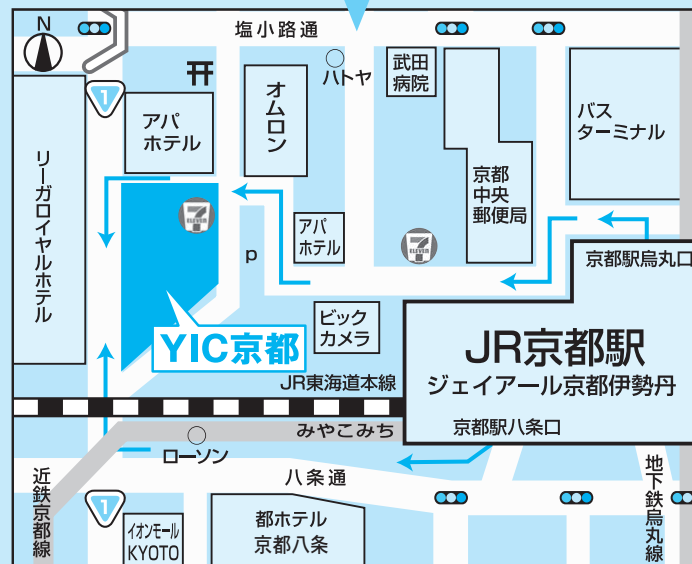 N
塩小路通
1
ハトヤ
武田
病院
アパ
ホテル
オムロン
バス
ターミナル
リーガロイヤルホテル
京都
中央
郵便局
7
ELEVEN
アパ
ホテル
7
ELEVEN
P
京都駅烏丸口
ビック
カメラ
YIC京都
JR京都駅
ジェイアール京都伊勢丹
JR東海道本線
京都駅八条口
みやこみち
ローソン
八条通
近鉄京都線
1
イオンモール
KYOTO
都ホテル
京都八条
地下鉄烏丸線